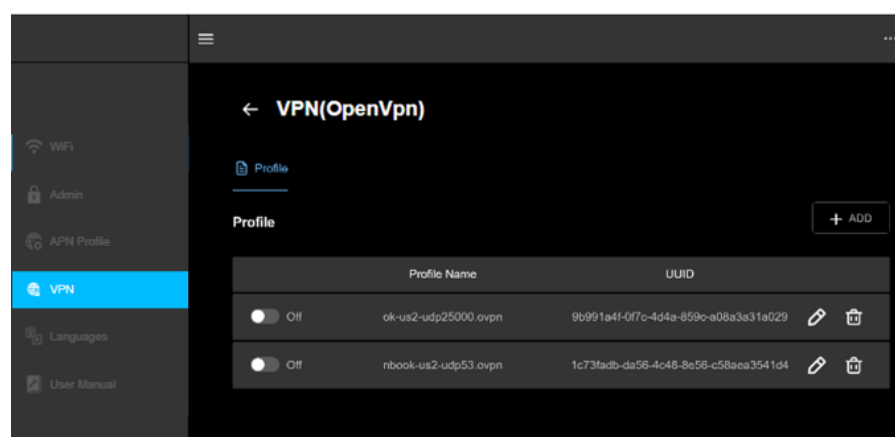 VPN(OpenVpn)
WiFi
Profile
Admin
Profile
+ ADD
APN Profile
Profile Name UUID
VPN
Off ok-us2-udp25000.ovpn 9b991a4f-0f7c-4d4a-859c-a08a3a31a029
Languages
Off nbook-us2-udp53.ovpn 1c73fadb-da56-4c48-8e56-c58aea3541d4
User Manual